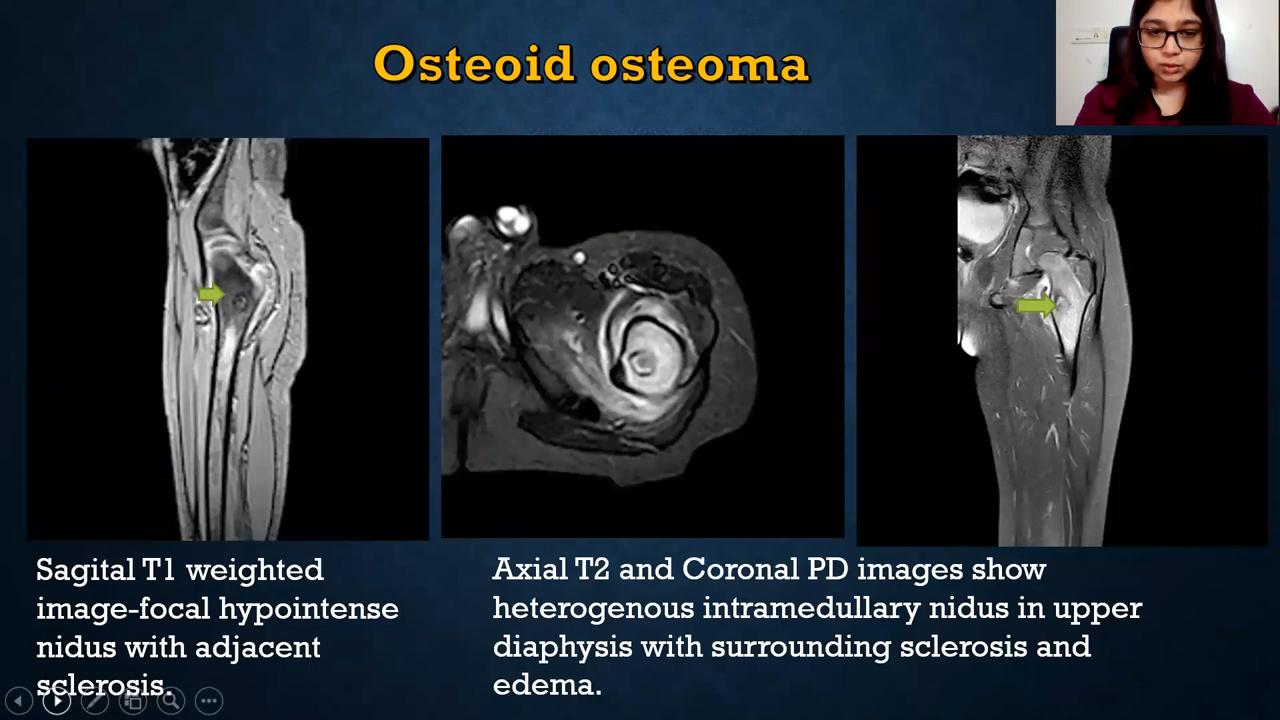 Osteoid osteoma
Sagital T1 weighted
image-focal hypointense
nidus with adjacent
sclerosis.
Axial T2 and Coronal PD images show
heterogenous intramedullary nidus in upper
diaphysis with surrounding sclerosis and
edema.